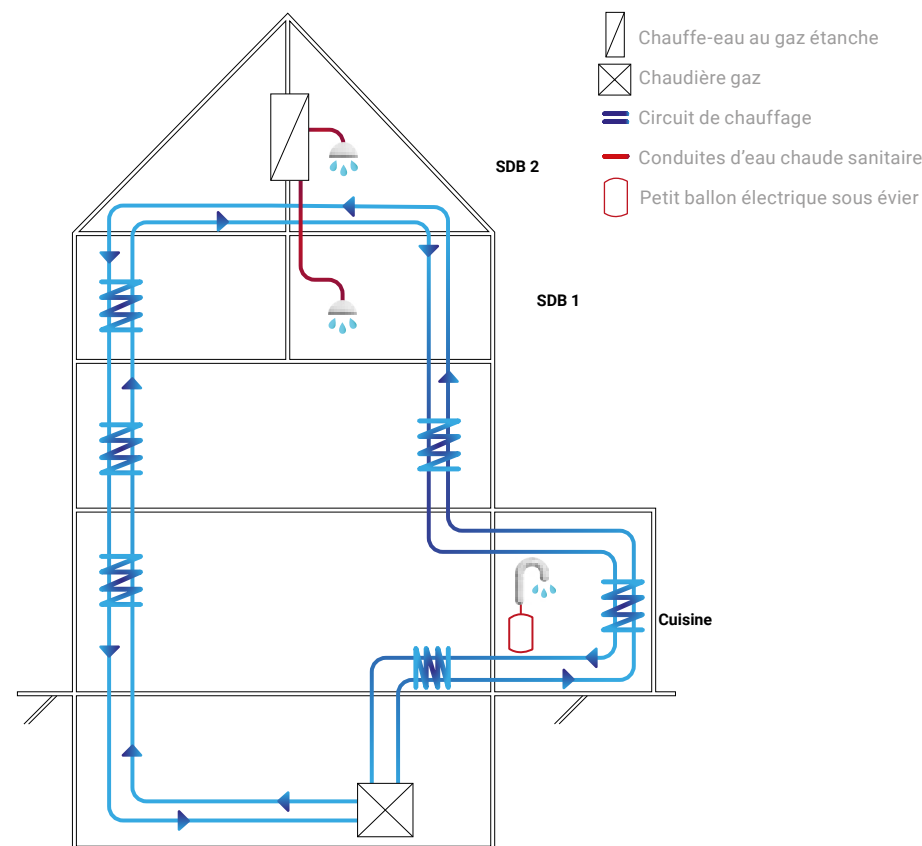 Chauffe-eau au gaz étanche
Chaudière gaz
Circuit de chauffage
Conduites d'eau chaude sanitaire
Petit ballon électrique sous évier
SDB 2
SDB 1
Cuisine